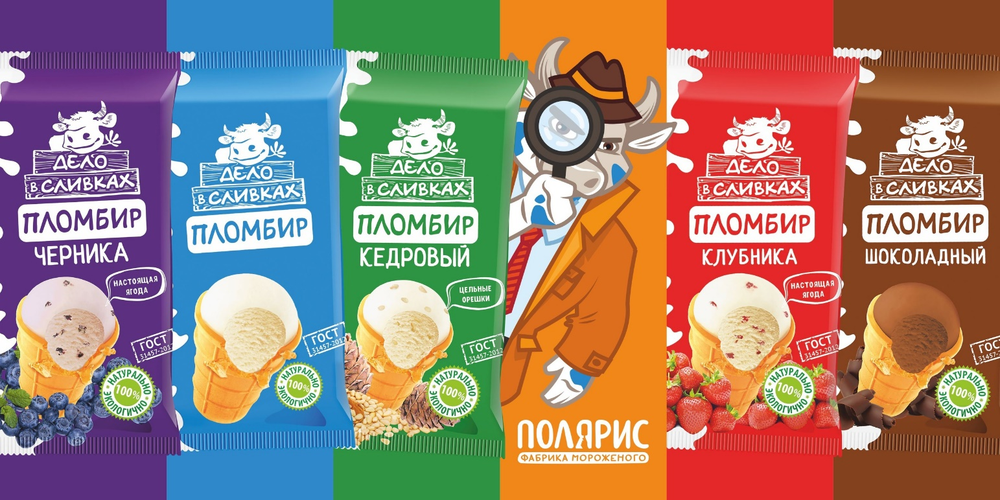 ДЕЛО
В СЛИВКАХ
ПЛОМБИР
ЧЕРНИКА
НАСТОЯЩАЯ
ЯГОДА
ГОСТ
31457-2012
НАТУРАЛЬНО
100%
ЭКОЛОГИЧНО
ДЕЛО
В СЛИВКАХ
ПЛОМБИР
ГОСТ
31457-2012
НАТУРАЛЬНО
100%
ЭКОЛОГИЧНО
ДЕЛО
В СЛИВКАХ
ПЛОМБИР
КЕДРОВЫЙ
ЦЕЛЬНЫЕ
ОРЕШКИ
ГОСТ
31457-2012
НАТУРАЛЬНО
100%
ЭКОЛОГИЧНО
ПОЛЯРИС
ФАБРИКА МОРОЖЕНОГО
ДЕЛО
В СЛИВКАХ
ПЛОМБИР
КЛУБНИКА
НАСТОЯЩАЯ
ЯГОДА
ГОСТ
31457-2012
НАТУРАЛЬНО
100%
ЭКОЛОГИЧНО
ДЕЛО
В СЛИВКАХ
ПЛОМБИР
ШОКОЛАДНЫЙ
ГОСТ
НАТУРАЛЬНО
100%
ЭКОЛОГИЧНО